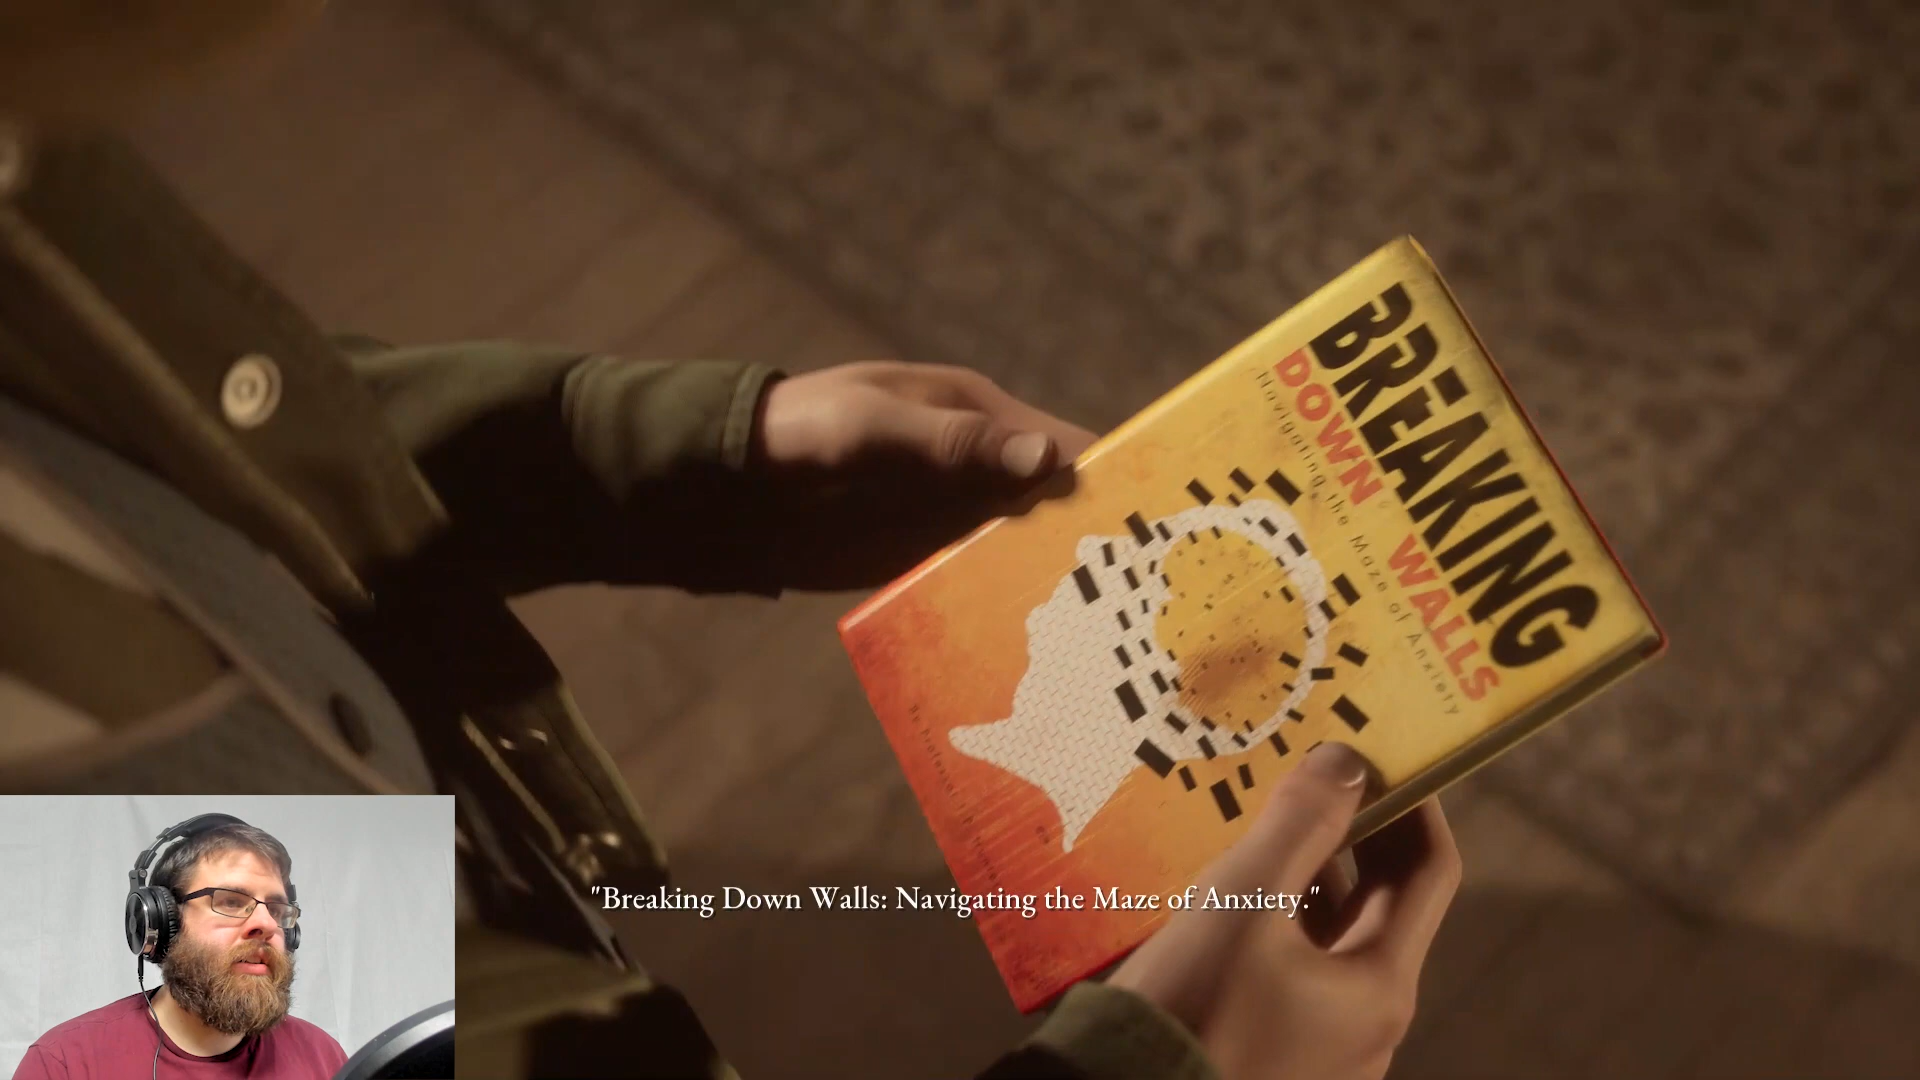 BREAKING
DOWN WALLS
Navigating the Maze of Anxiety
"Breaking Down Walls: Navigating the Maze of Anxiety."